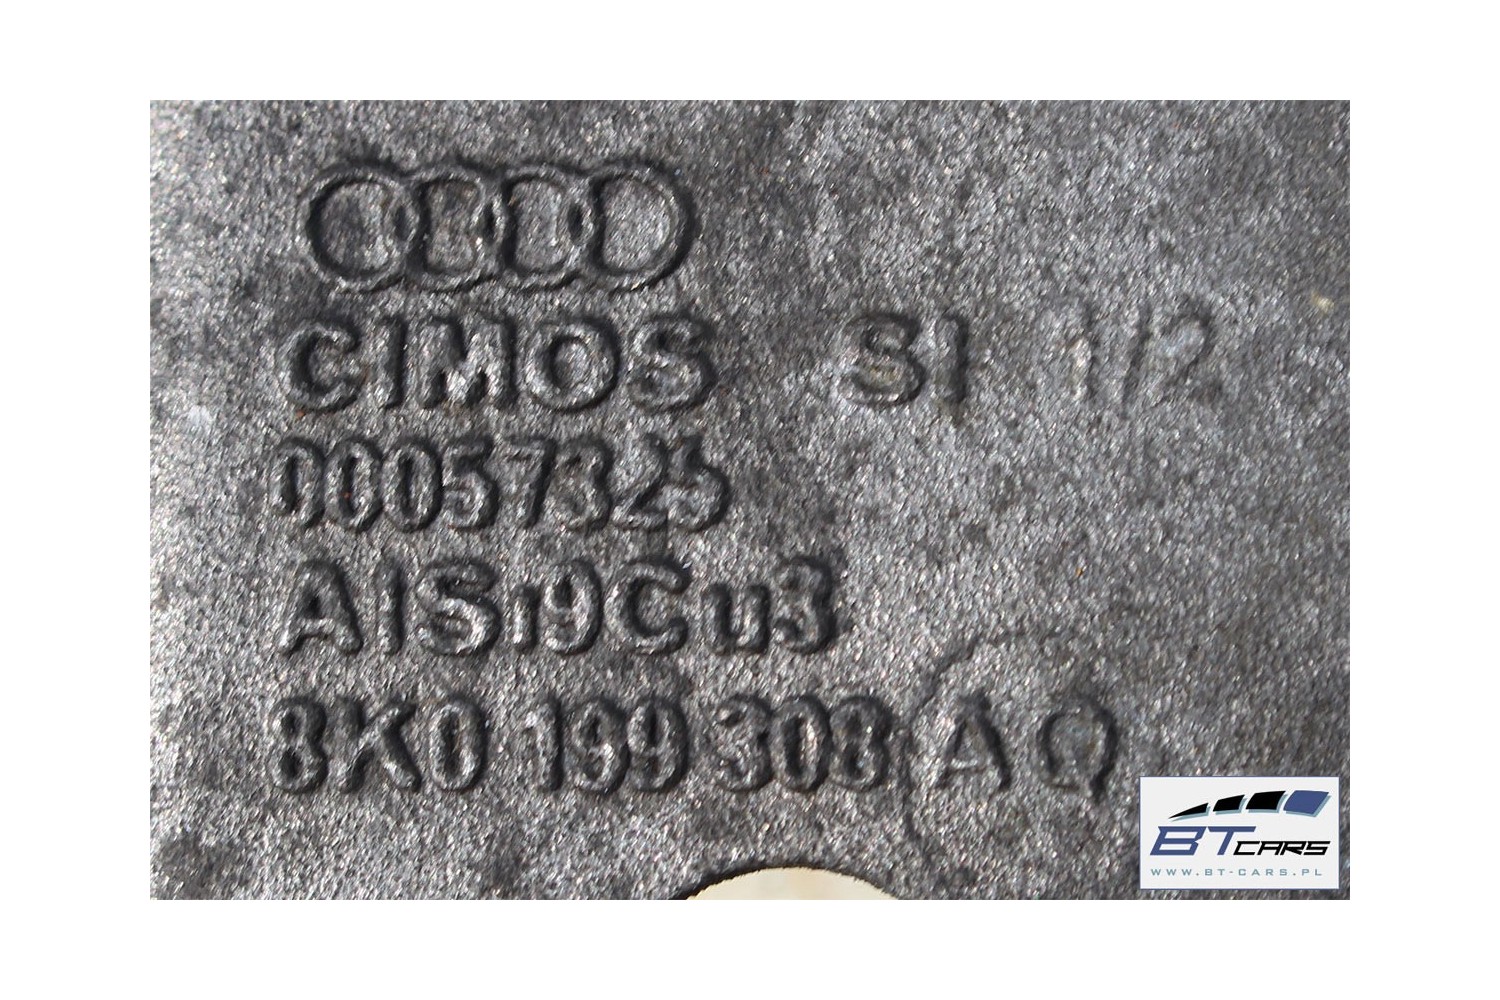 CIMOS SI 1/2
00057325
AlSi9Cu3
8K0 199 308 AQ
BT CARS
WWW.BT-CARS.PL